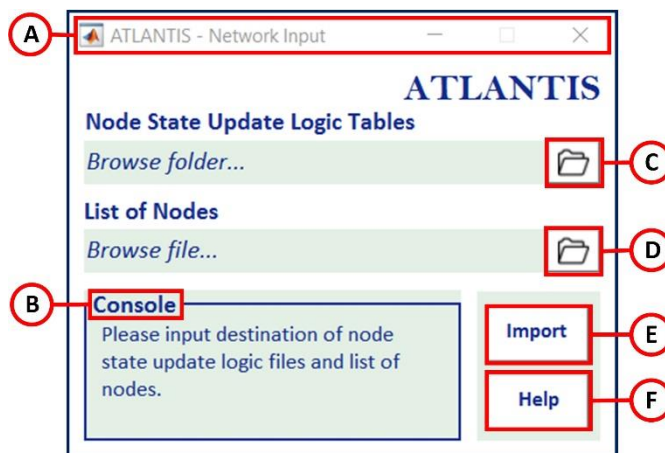 A
ATLANTIS - Network Input
ATLANTIS
Node State Update Logic Tables
Browse folder...
C
List of Nodes
Browse file...
D
B
Console
Please input destination of node
state update logic files and list of
nodes.
Import
E
Help
F